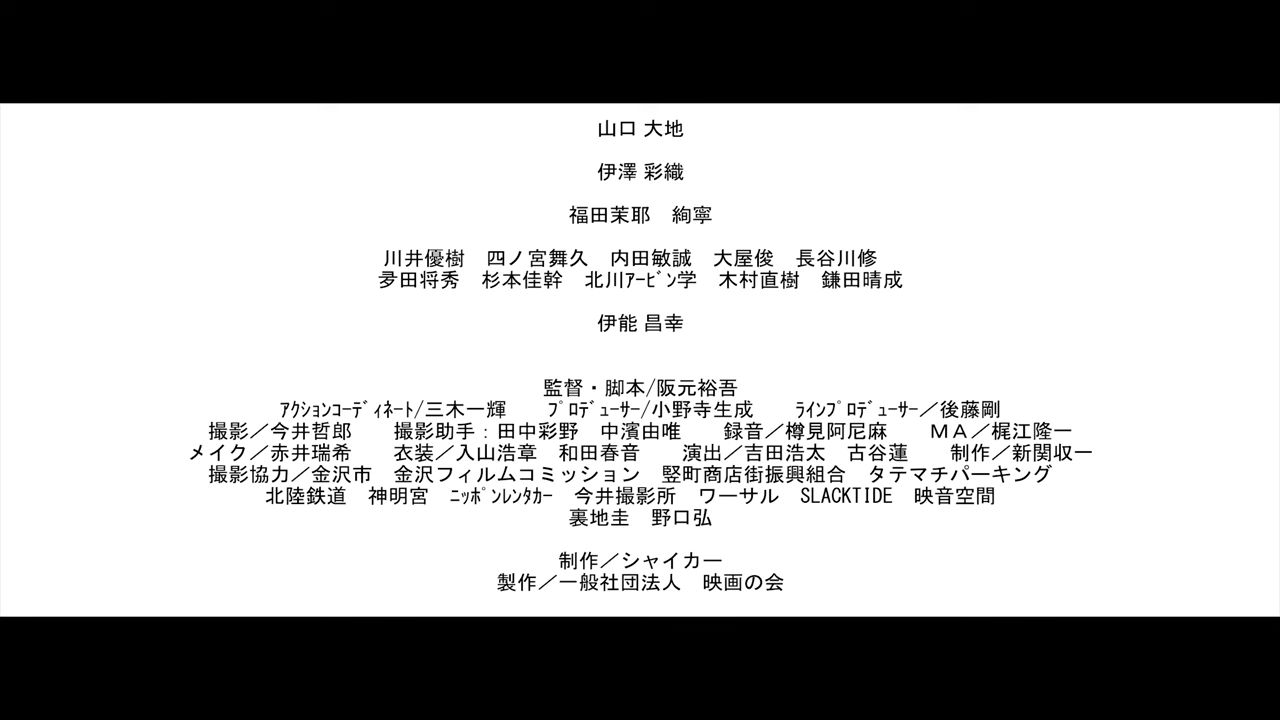 山口 大地
伊澤 彩織
福田茉耶　絢寧
川井優樹　四ノ宮舞久　内田敏誠　大屋俊　長谷川修
夛田将秀　杉本佳幹　北川ｱｰﾋﾞﾝ学　木村直樹　鎌田晴成
伊能 昌幸
監督・脚本/阪元裕吾
ｱｸｼｮﾝｺｰﾃﾞｨﾈｰﾄ/三木一輝　　ﾌﾟﾛﾃﾞｭｰｻｰ/小野寺生成　　ﾗｲﾝﾌﾟﾛﾃﾞｭｰｻｰ／後藤剛
撮影／今井哲郎　　撮影助手：田中彩野　中濱由唯　　録音／樽見阿尼麻　　ＭＡ／梶江隆一
メイク／赤井瑞希　　衣装／入山浩章　和田春音　　演出／吉田浩太　古谷蓮　　制作／新関収一
撮影協力／金沢市　金沢フィルムコミッション　竪町商店街振興組合　タテマチパーキング
北陸鉄道　神明宮　ﾆｯﾎﾟﾝﾚﾝﾀｶｰ　今井撮影所　ワーサル　SLACKTIDE　映音空間
裏地圭　野口弘
制作／シャイカー
製作／一般社団法人　映画の会